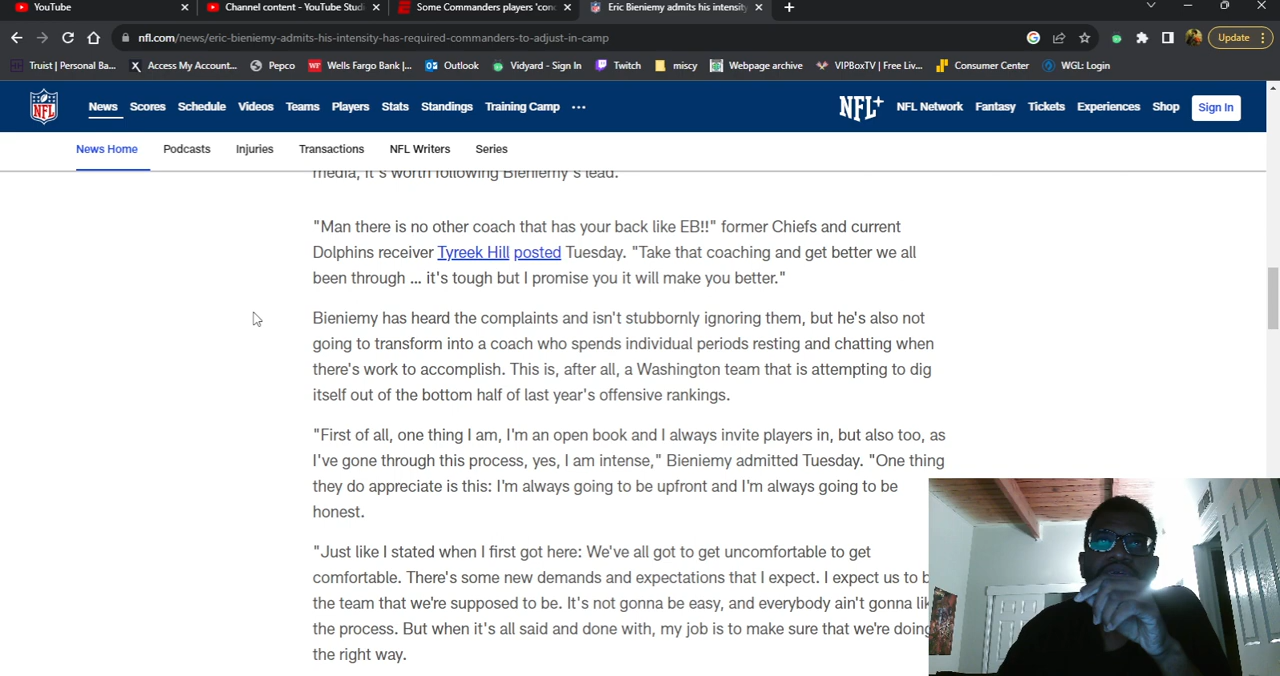 YouTube
Channel content - YouTube Studi
Some Commanders players 'conc
Eric Bieniemy admits his intensity
nfl.com/news/eric-bieniemy-admits-his-intensity-has-required-commanders-to-adjust-in-camp
Update
Truist | Personal Ba...
Access My Account...
Pepco
Wells Fargo Bank |...
Outlook
Vidyard - Sign In
Twitch
miscy
Webpage archive
VIPBoxTV | Free Liv...
Consumer Center
WGL: Login
NFL
News
Scores
Schedule
Videos
Teams
Players
Stats
Standings
Training Camp
NFL+
NFL Network
Fantasy
Tickets
Experiences
Shop
Sign In
News Home
Podcasts
Injuries
Transactions
NFL Writers
Series
media, it's worth following Bieniemy's lead.
"Man there is no other coach that has your back like EB!!" former Chiefs and current
Dolphins receiver Tyreek Hill posted Tuesday. "Take that coaching and get better we all
been through ... it's tough but I promise you it will make you better."
Bieniemy has heard the complaints and isn't stubbornly ignoring them, but he's also not
going to transform into a coach who spends individual periods resting and chatting when
there's work to accomplish. This is, after all, a Washington team that is attempting to dig
itself out of the bottom half of last year's offensive rankings.
"First of all, one thing I am, I'm an open book and I always invite players in, but also too, as
I've gone through this process, yes, I am intense," Bieniemy admitted Tuesday. "One thing
they do appreciate is this: I'm always going to be upfront and I'm always going to be
honest.
"Just like I stated when I first got here: We've all got to get uncomfortable to get
comfortable. There's some new demands and expectations that I expect. I expect us to b
the team that we're supposed to be. It's not gonna be easy, and everybody ain't gonna lik
the process. But when it's all said and done with, my job is to make sure that we're doing
the right way.